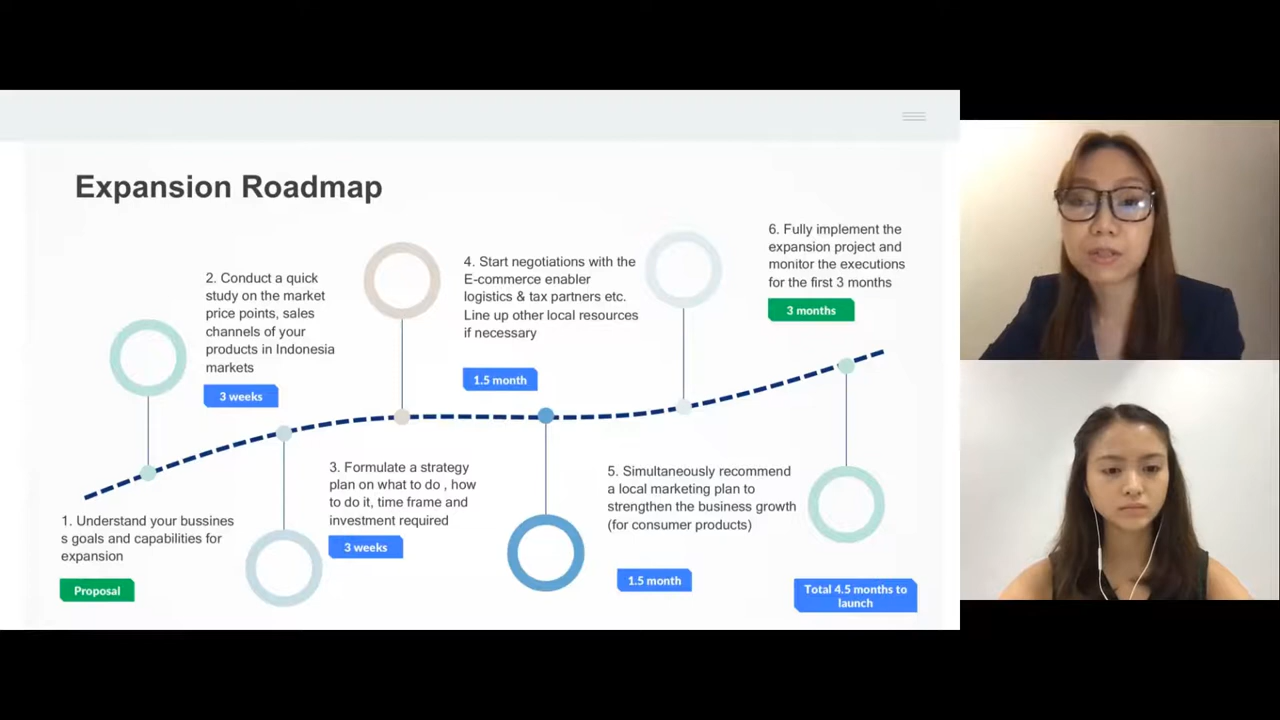 Expansion Roadmap
1. Understand your bussines
s goals and capabilities for
expansion
Proposal
2. Conduct a quick
study on the market
price points, sales
channels of your
products in Indonesia
markets
3 weeks
3. Formulate a strategy
plan on what to do , how
to do it, time frame and
investment required
3 weeks
4. Start negotiations with the
E-commerce enabler
logistics & tax partners etc.
Line up other local resources
if necessary
1.5 month
5. Simultaneously recommend
a local marketing plan to
strengthen the business growth
(for consumer products)
1.5 month
6. Fully implement the
expansion project and
monitor the executions
for the first 3 months
3 months
Total 4.5 months to
launch